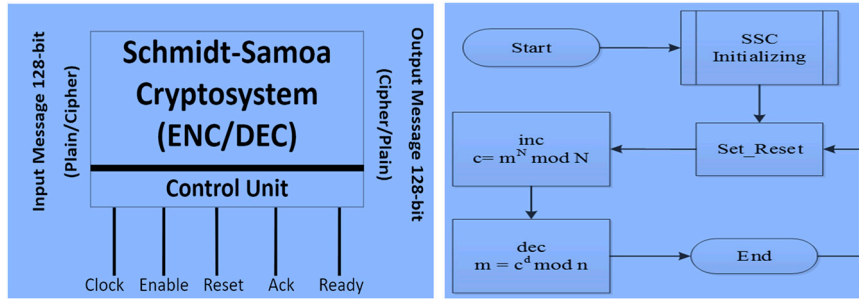 Input Message 128-bit
(Plain/Cipher)
Schmidt-Samoa
Cryptosystem
(ENC/DEC)
Control Unit
Output Message 128-bit
(Cipher/Plain)
Clock Enable Reset Ack Ready
Start
SSC
Initializing
Set_Reset
inc
c= m^N mod N
dec
m = c^d mod n
End